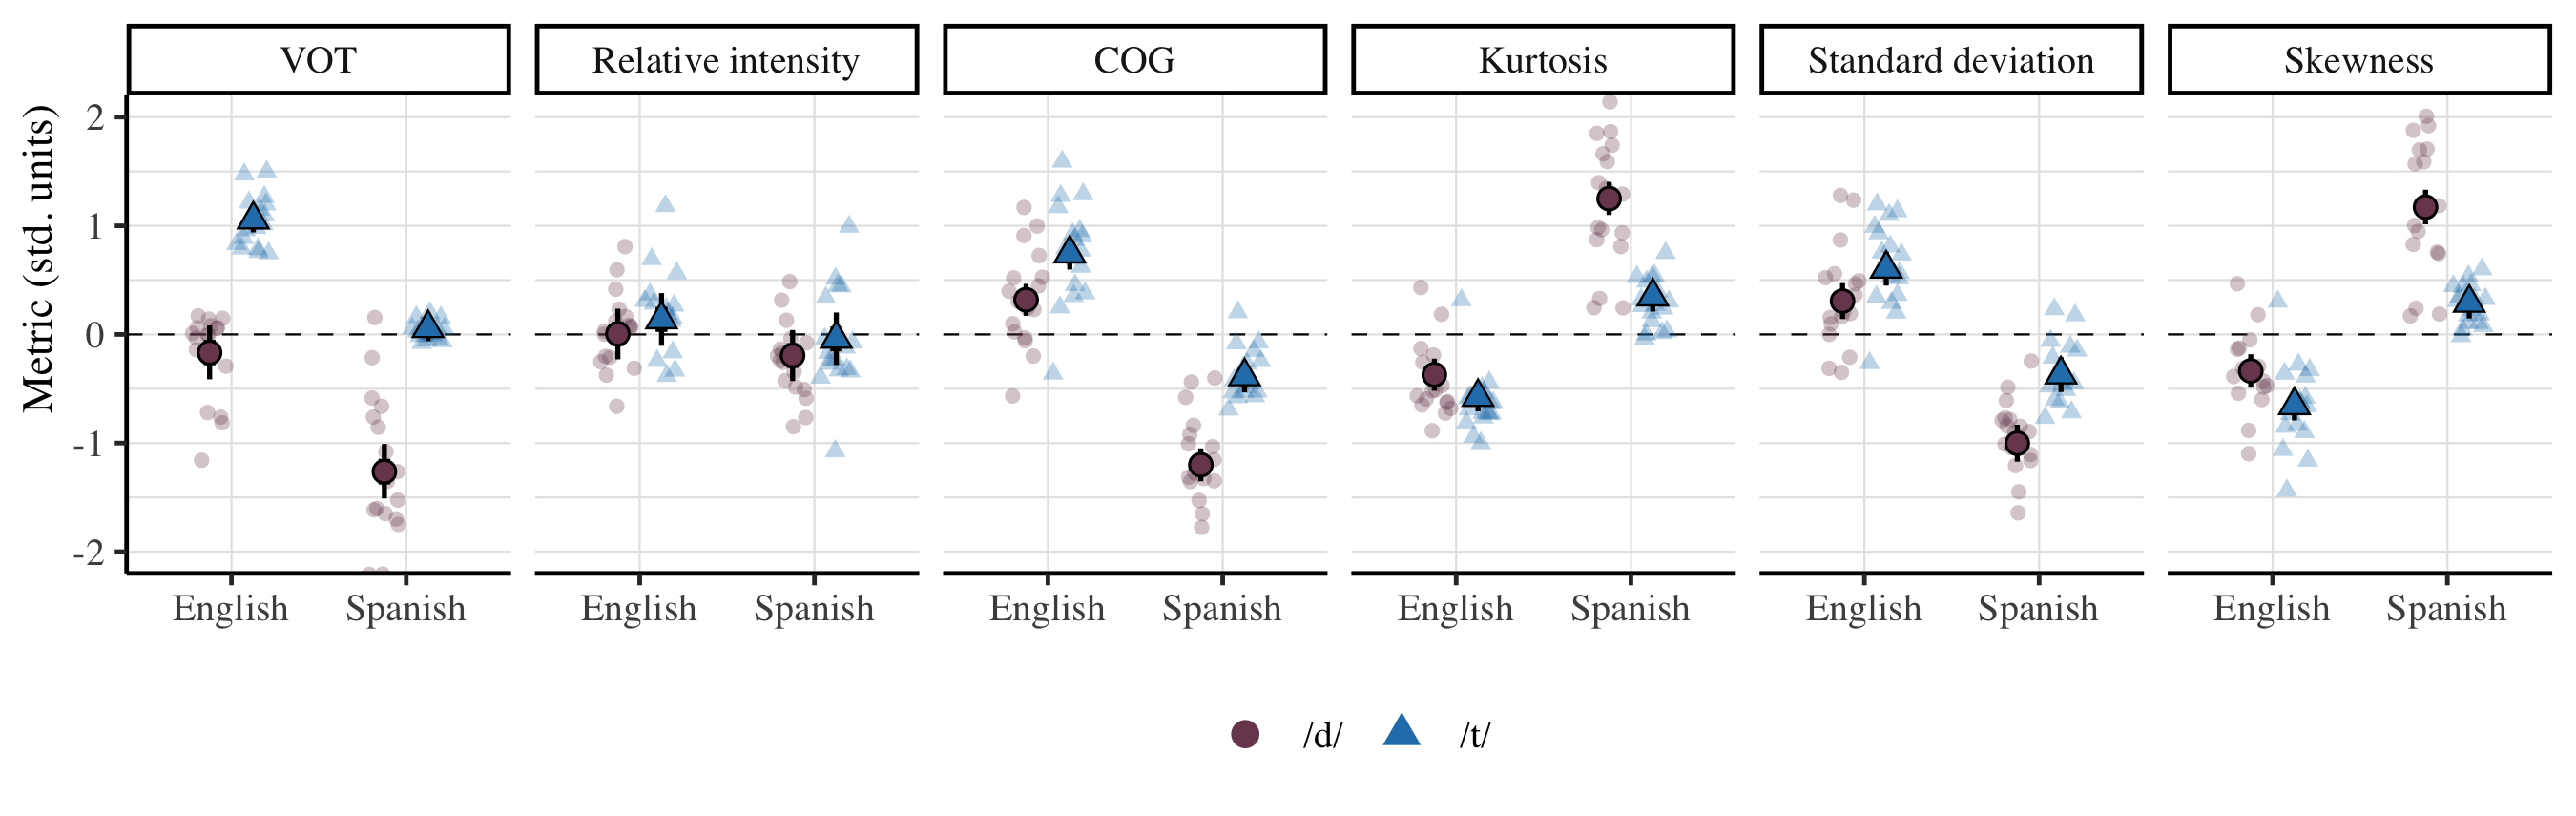 VOT Relative intensity COG Kurtosis Standard deviation Skewness
Metric (std. units)
2
1
0
-1
-2
English Spanish English Spanish English Spanish English Spanish English Spanish English Spanish
/d/ /t/